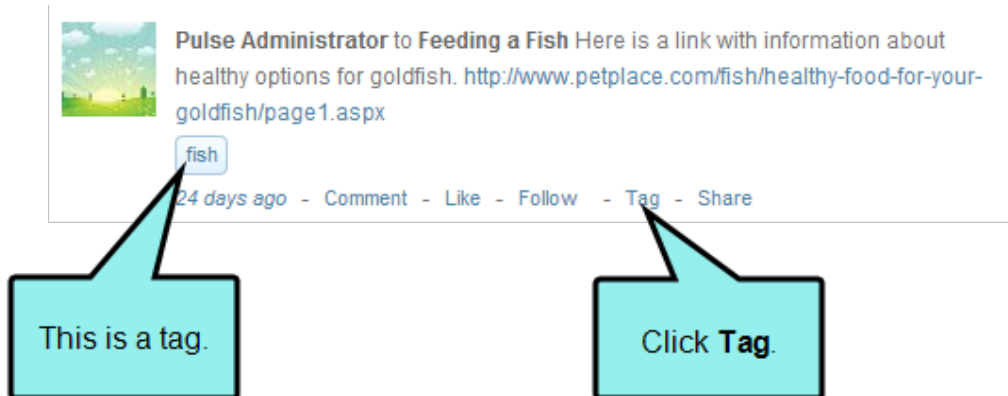 Pulse Administrator to Feeding a Fish Here is a link with information about
healthy options for goldfish. http://www.petplace.com/fish/healthy-food-for-your-
goldfish/page1.aspx
fish
24 days ago - Comment - Like - Follow - Tag - Share
This is a tag.
Click Tag.